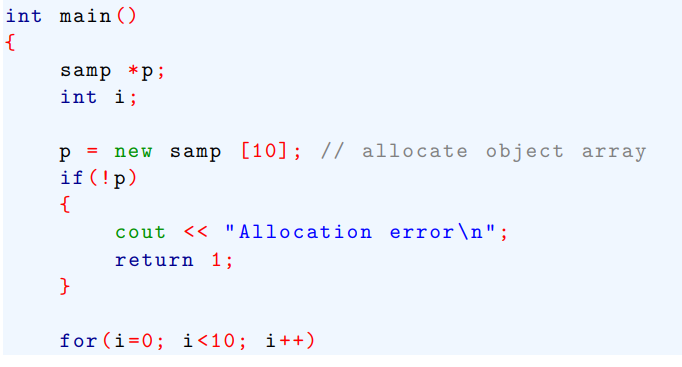 int main()
{
    samp *p;
    int i;

    p = new samp [10]; // allocate object array
    if(!p)
    {
        cout << "Allocation error\n";
        return 1;
    }

    for(i=0; i<10; i++)